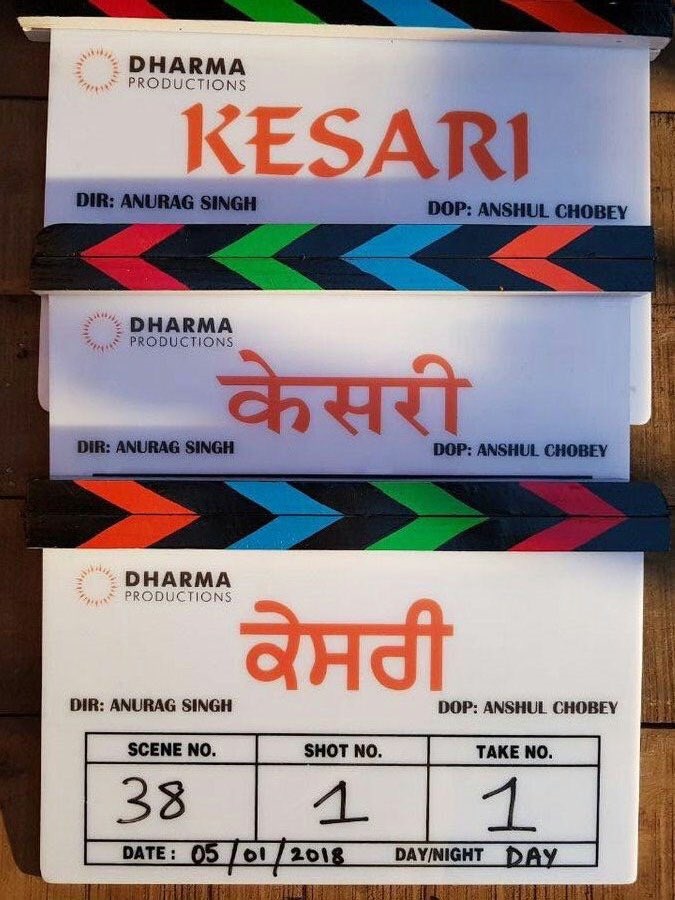 DHARMA
PRODUCTIONS
KESARI
DIR: ANURAG SINGH DOP: ANSHUL CHOBEY
DHARMA
PRODUCTIONS
केसरी
DIR: ANURAG SINGH DOP: ANSHUL CHOBEY
DHARMA
PRODUCTIONS
ਕੇਸਰੀ
DIR: ANURAG SINGH DOP: ANSHUL CHOBEY
SCENE NO. SHOT NO. TAKE NO.
38 1 1
DATE: 05/01/2018 DAY/NIGHT DAY